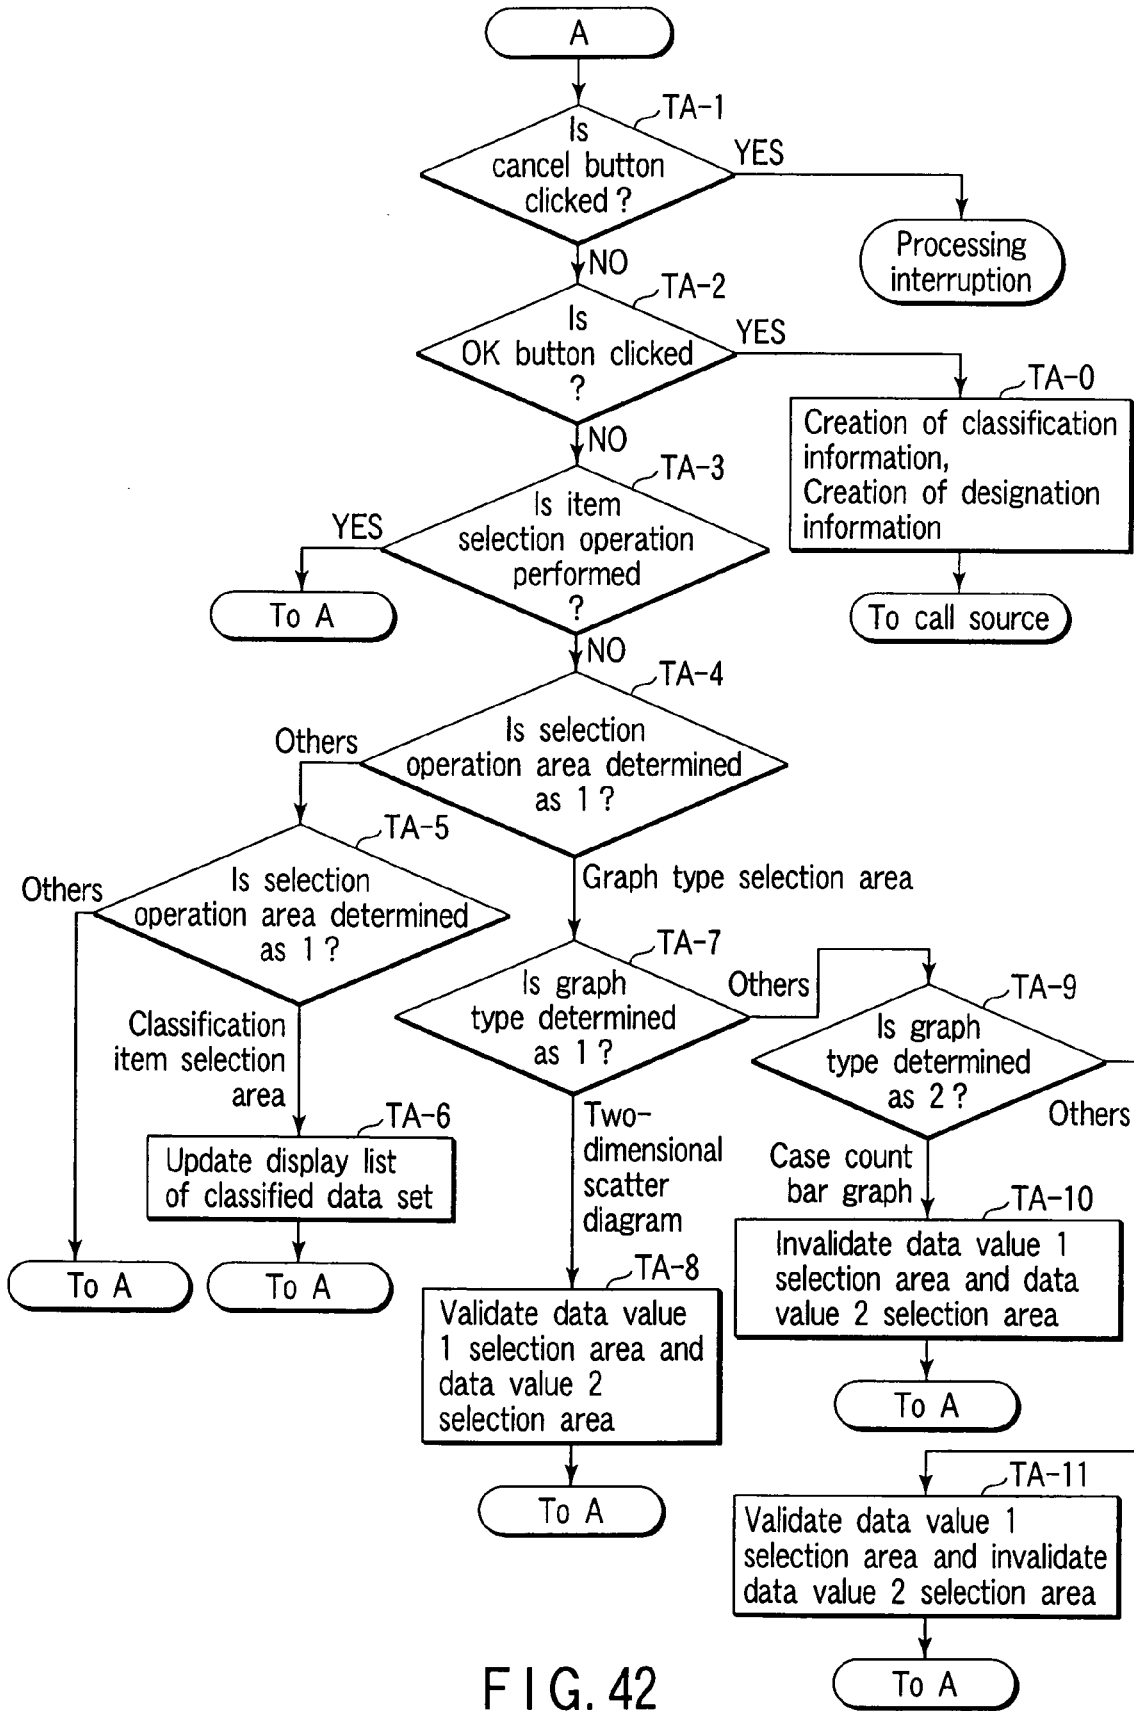 A
TA-1
Is
cancel button
clicked?
YES
Processing
interruption
NO
TA-2
Is
OK button clicked
?
YES
TA-0
Creation of classification
information,
Creation of designation
information
To call source
NO
TA-3
Is item
selection operation
performed
?
YES
To A
NO
TA-4
Is selection
operation area determined
as 1?
Others
TA-5
Is selection
operation area determined
as 1?
Others
Classification
item selection
area
TA-6
Update display list
of classified data set
To A
To A
Graph type selection area
TA-7
Is graph
type determined
as 1?
Others
Two-
dimensional
scatter
diagram
TA-8
Validate data value
1 selection area and
data value 2
selection area
To A
TA-9
Is graph
type determined
as 2?
Others
Case count
bar graph
TA-10
Invalidate data value 1
selection area and data
value 2 selection area
To A
TA-11
Validate data value 1
selection area and invalidate
data value 2 selection area
To A
FIG. 42